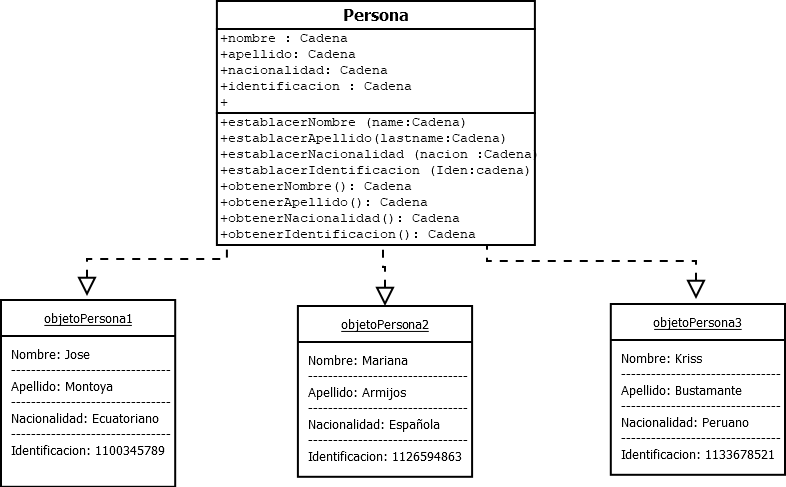 Persona
+nombre : Cadena
+apellido: Cadena
+nacionalidad: Cadena
+identificacion : Cadena
+
+establacerNombre (name:Cadena)
+establacerApellido(lastname:Cadena)
+establacerNacionalidad (nacion :Cadena)
+establacerIdentificacion (Iden:cadena)
+obtenerNombre(): Cadena
+obtenerApellido(): Cadena
+obtenerNacionalidad(): Cadena
+obtenerIdentificacion(): Cadena
objetoPersona1
Nombre: Jose
Apellido: Montoya
Nacionalidad: Ecuatoriano
Identificacion: 1100345789
objetoPersona2
Nombre: Mariana
Apellido: Armijos
Nacionalidad: Española
Identificacion: 1126594863
objetoPersona3
Nombre: Kriss
Apellido: Bustamante
Nacionalidad: Peruano
Identificacion: 1133678521